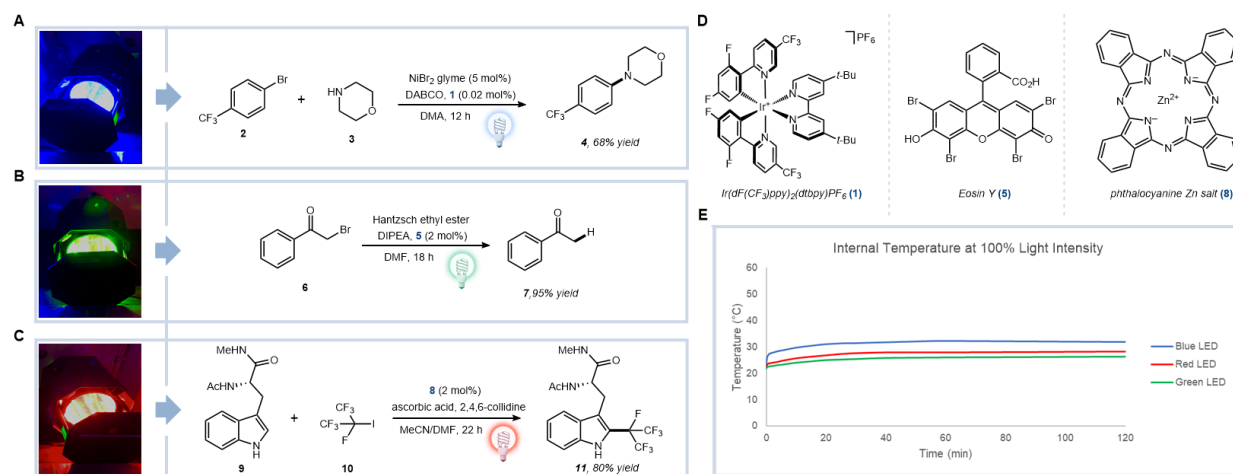 A
Br
CF₃
2
+
HN
O
3
NiBr₂ glyme (5 mol%)
DABCO, 1 (0.02 mol%)
DMA, 12 h
O
N
CF₃
4, 68% yield
B
O
Br
6
Hantzsch ethyl ester
DIPEA, 5 (2 mol%)
DMF, 18 h
O
H
7,95% yield
C
MeHN
O
AcHN
N
H
9
+
CF₃
CF₃
I
F
10
8 (2 mol%)
ascorbic acid, 2,4,6-collidine
MeCN/DMF, 22 h
MeHN
O
AcHN
F
CF₃
CF₃
N
H
11, 80% yield
D
CF₃
PF₆
F
N
t-Bu
F
N
Ir⁺
F
N
t-Bu
F
N
CF₃
Ir(dF(CF₃)ppy)₂(dtbpy)PF₆ (1)
CO₂H
Br
Br
HO
O
O
Br
Br
Eosin Y (5)
N
N
N
Zn²⁺
N
N
N⁻
N
N
phthalocyanine Zn salt (8)
E
Internal Temperature at 100% Light Intensity
Temperature (°C)
60
50
40
30
20
10
0
0
20
40
60
80
100
120
Time (min)
Blue LED
Red LED
Green LED